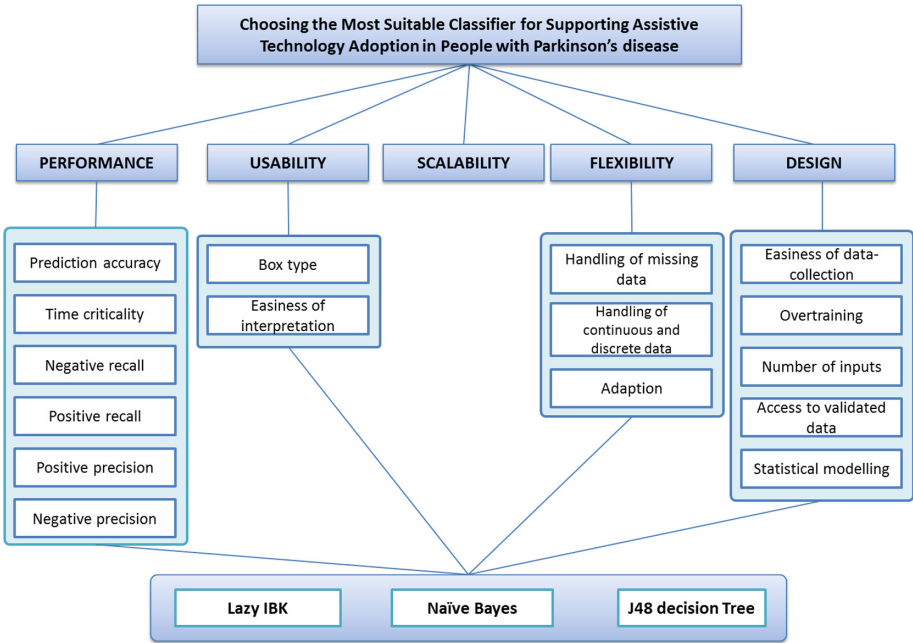 Choosing the Most Suitable Classifier for Supporting Assistive
Technology Adoption in People with Parkinson's disease
PERFORMANCE
USABILITY
SCALABILITY
FLEXIBILITY
DESIGN
Prediction accuracy
Time criticality
Negative recall
Positive recall
Positive precision
Negative precision
Box type
Easiness of
interpretation
Handling of missing
data
Handling of
continuous and
discrete data
Adaption
Easiness of data-
collection
Overtraining
Number of inputs
Access to validated
data
Statistical modelling
Lazy IBK
Naïve Bayes
J48 decision Tree